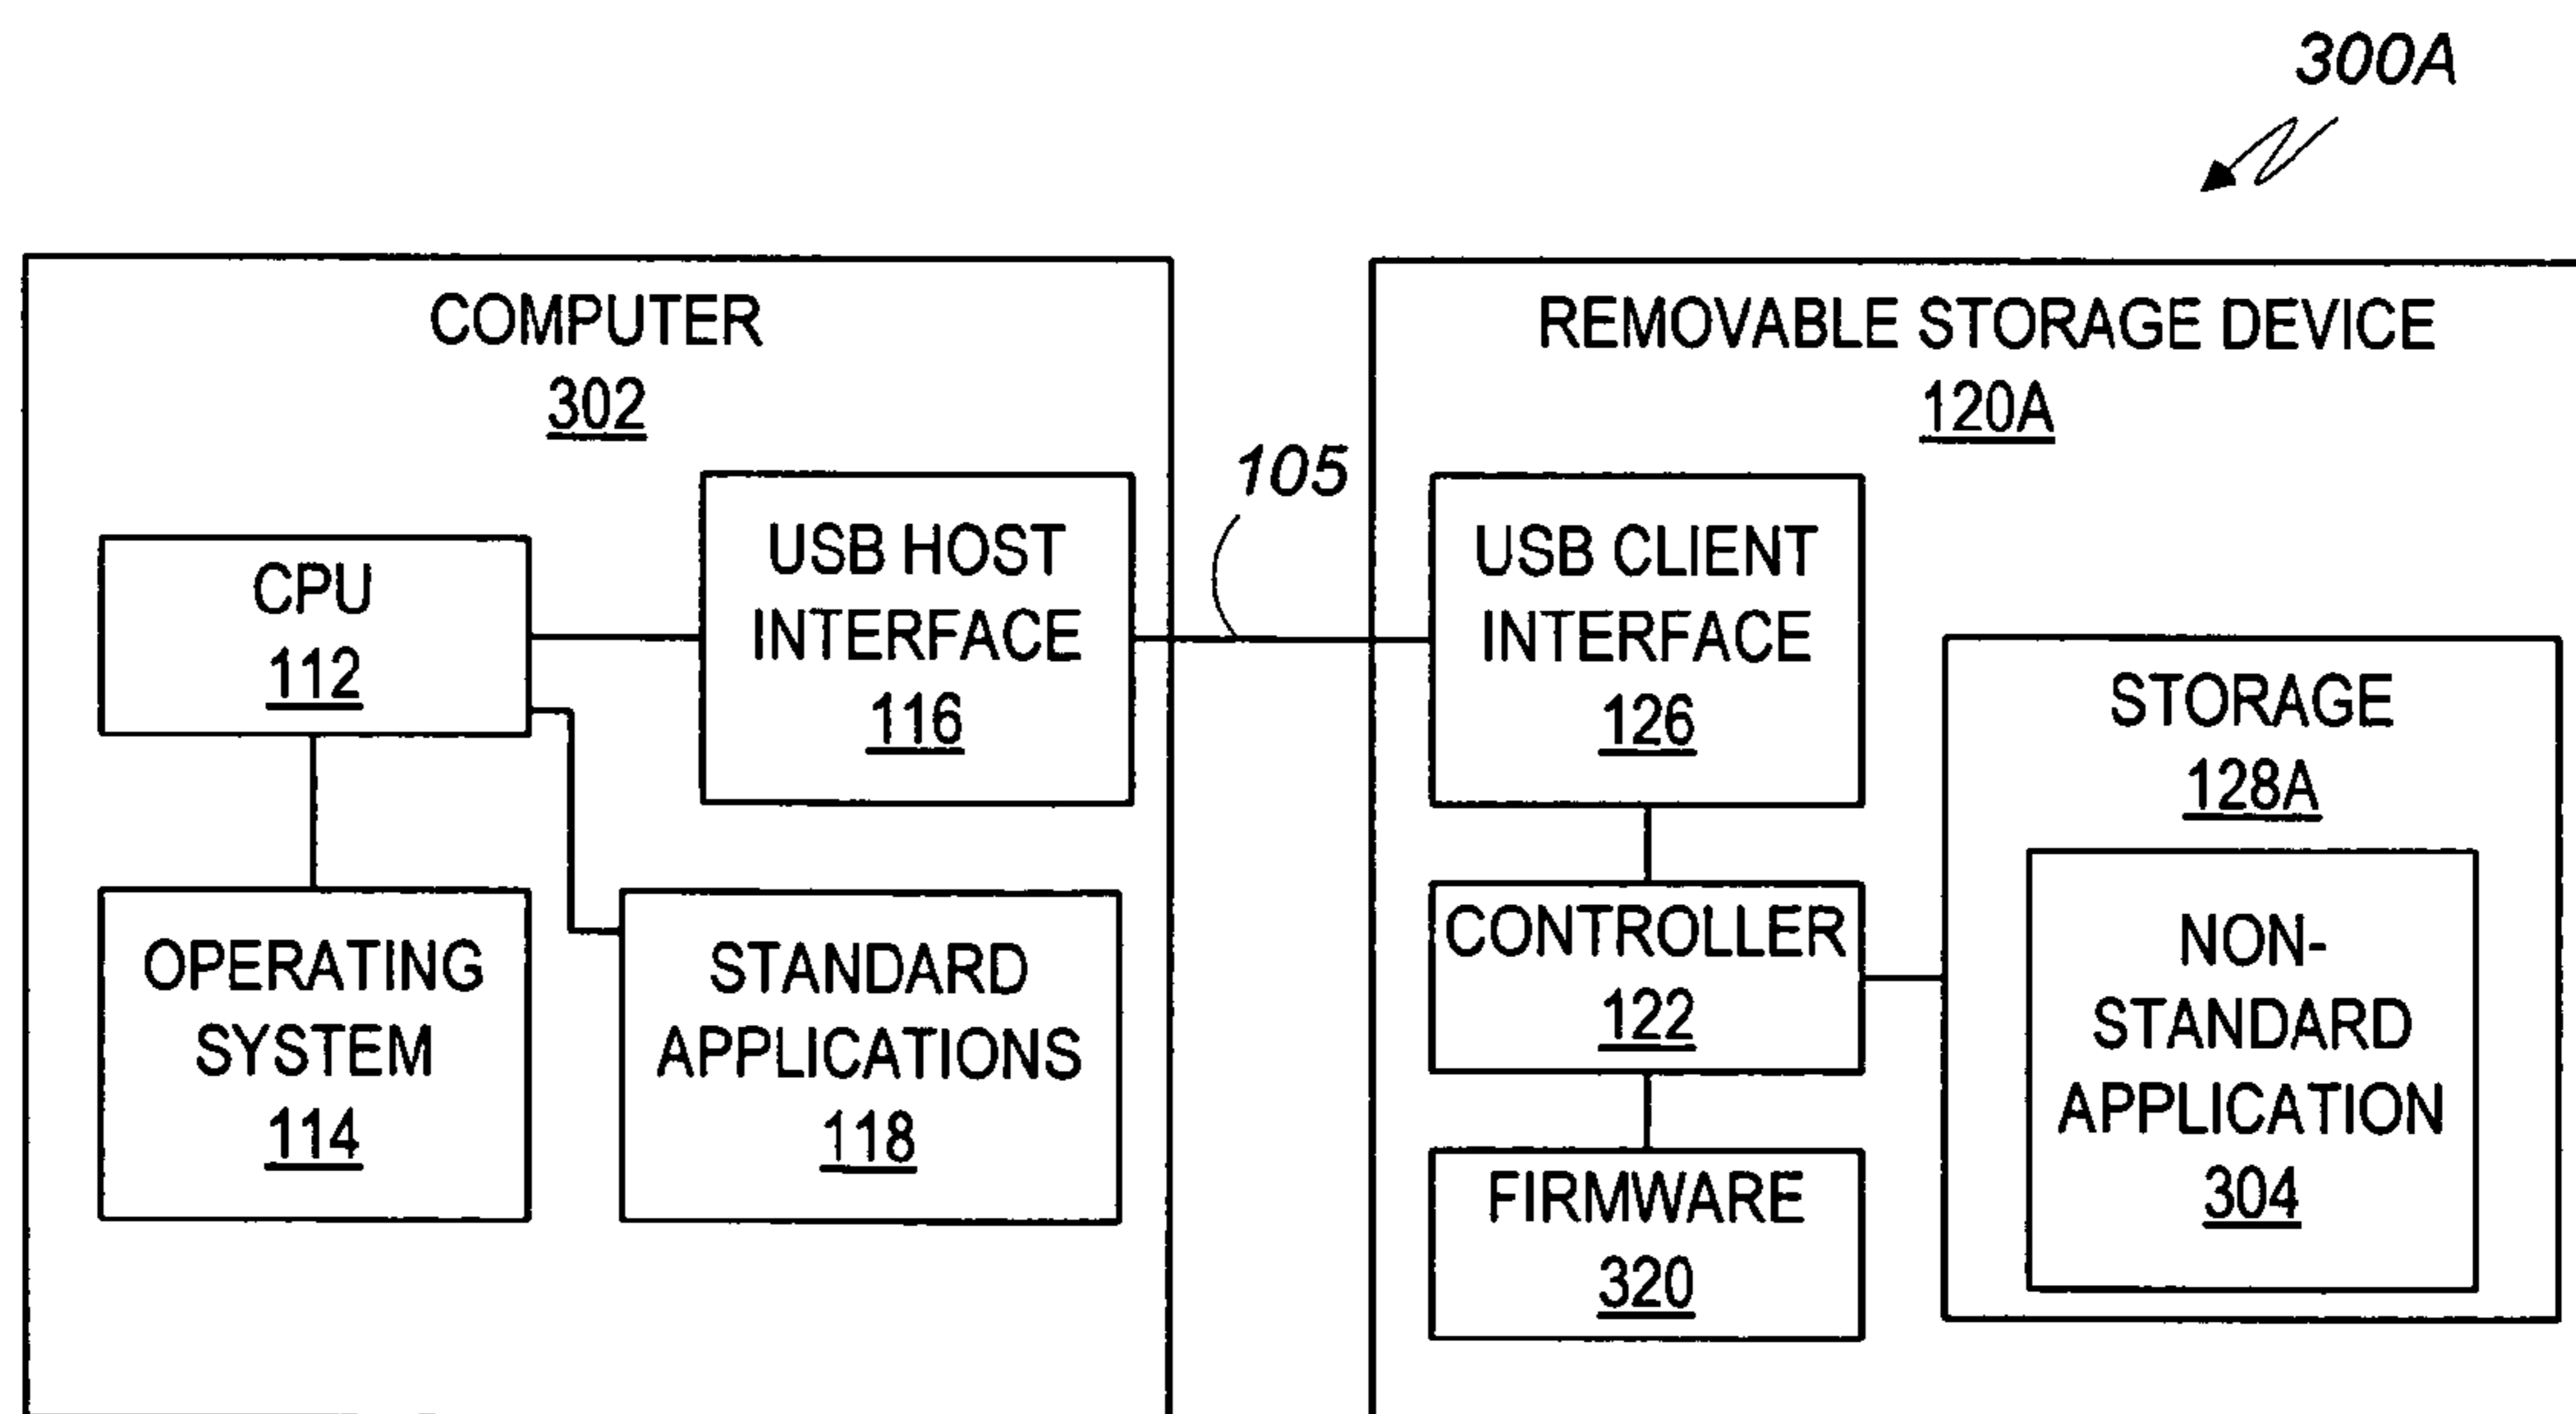 300A
COMPUTER
302
CPU
112
USB HOST
INTERFACE
116
OPERATING
SYSTEM
114
STANDARD
APPLICATIONS
118
105
REMOVABLE STORAGE DEVICE
120A
USB CLIENT
INTERFACE
126
CONTROLLER
122
FIRMWARE
320
STORAGE
128A
NON-
STANDARD
APPLICATION
304